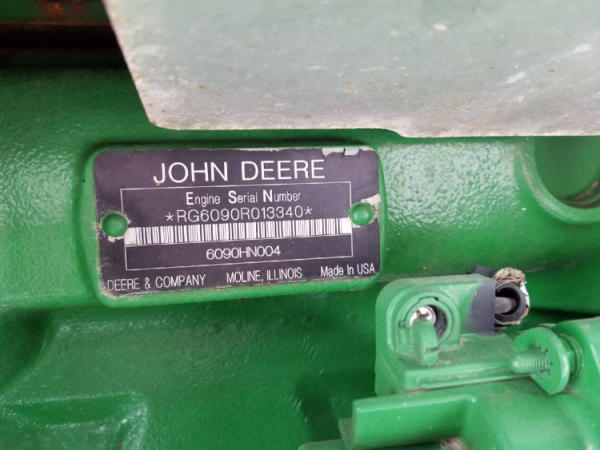 JOHN DEERE
Engine Serial Number
*RG6090R013340*
6090HN004
DEERE & COMPANY MOLINE, ILLINOIS Made In USA